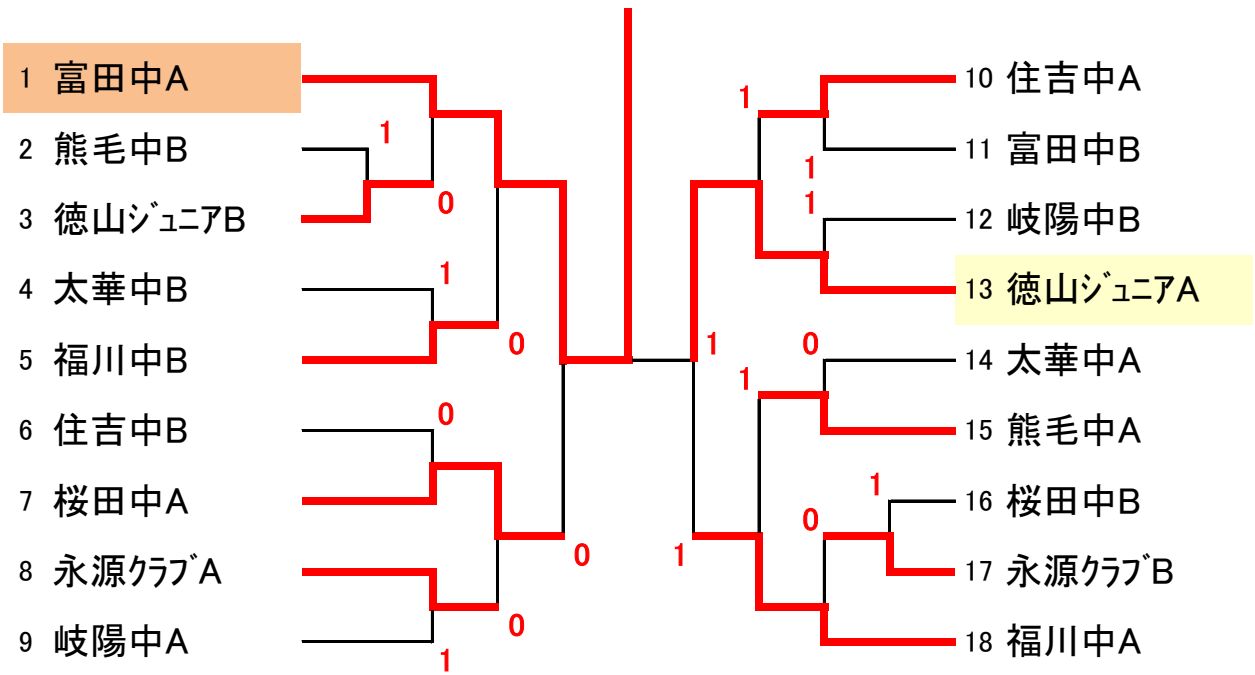 1 富田中A
2 熊毛中B
3 徳山ｼﾞｭﾆｱB
4 太華中B
5 福川中B
6 住吉中B
7 桜田中A
8 永源ｸﾗﾌﾞA
9 岐陽中A
1
0
1
0
0
0
0
1
10 住吉中A
11 富田中B
12 岐陽中B
13 徳山ｼﾞｭﾆｱA
14 太華中A
15 熊毛中A
16 桜田中B
17 永源ｸﾗﾌﾞB
18 福川中A
1
1
1
1
0
1
1
0
1